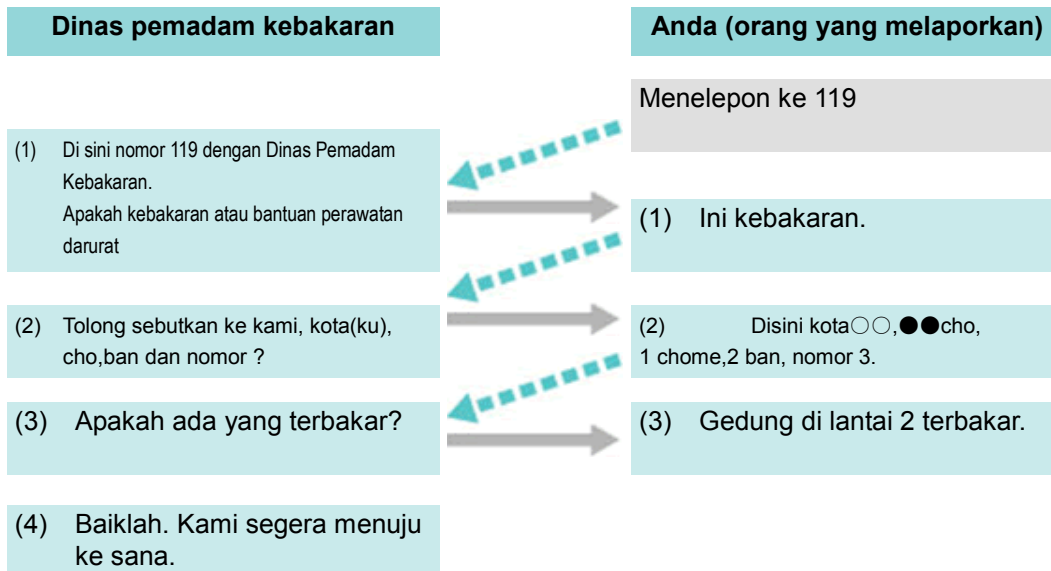 Dinas pemadam kebakaran
Anda (orang yang melaporkan)
Menelepon ke 119
(1) Di sini nomor 119 dengan Dinas Pemadam
Kebakaran.
Apakah kebakaran atau bantuan perawatan
darurat
(1) Ini kebakaran.
(2) Tolong sebutkan ke kami, kota(ku),
cho,ban dan nomor ?
(2) Disini kota○○,●●cho,
1 chome,2 ban, nomor 3.
(3) Apakah ada yang terbakar?
(3) Gedung di lantai 2 terbakar.
(4) Baiklah. Kami segera menuju
ke sana.